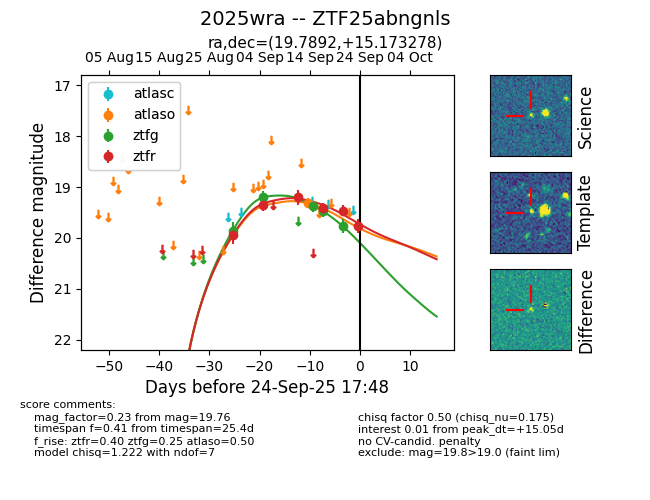 2025wra -- ZTF25abngnls
ra,dec=(19.7892,+15.173278)
05 Aug 15 Aug 25 Aug 04 Sep 14 Sep 24 Sep 04 Oct
17
18
19
20
21
22
Difference magnitude
atlasc
atlaso
ztfg
ztfr
−50 −40 −30 −20 −10 0 10
Days before 24-Sep-25 17:48
Science
Template
Difference
score comments:
mag_factor=0.23 from mag=19.76
timespan f=0.41 from timespan=25.4d
f_rise: ztfr=0.40 ztfg=0.25 atlaso=0.50
model chisq=1.222 with ndof=7
chisq factor 0.50 (chisq_nu=0.175)
interest 0.01 from peak_dt=+15.05d
no CV-candid. penalty
exclude: mag=19.8>19.0 (faint lim)